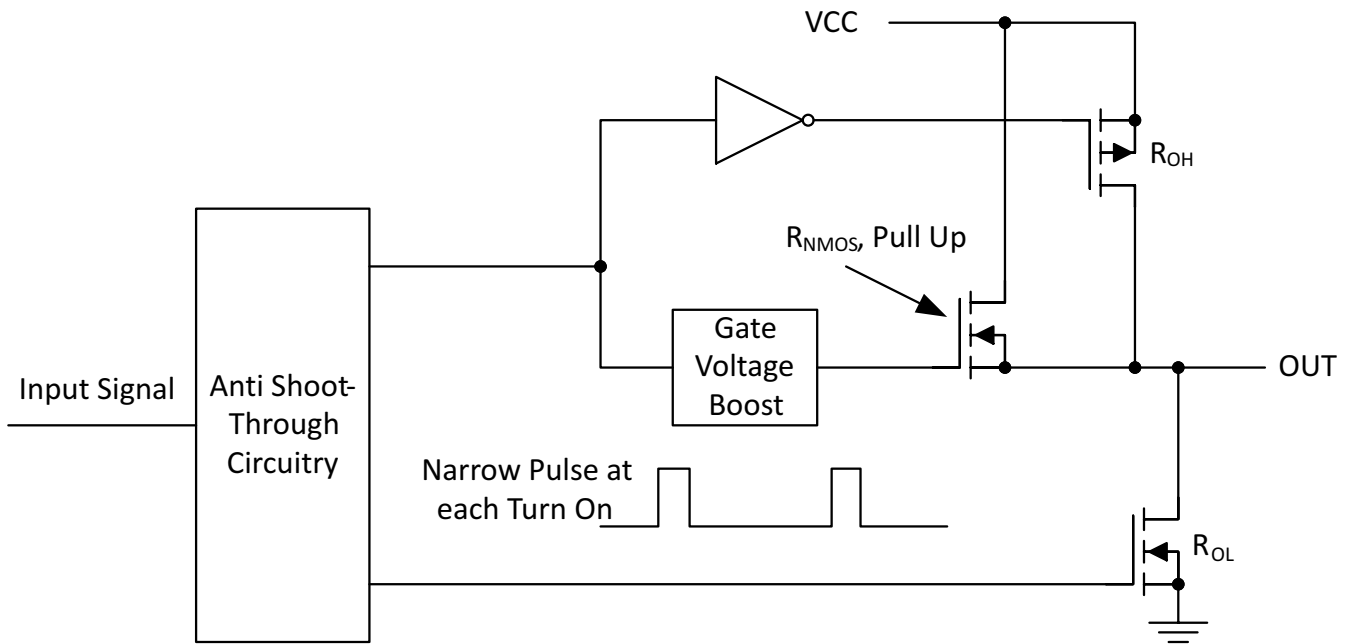 VCC
R_OH
R_NMOS, Pull Up
Gate
Voltage
Boost
OUT
Input Signal
Anti Shoot-
Through
Circuitry
Narrow Pulse at
each Turn On
R_OL